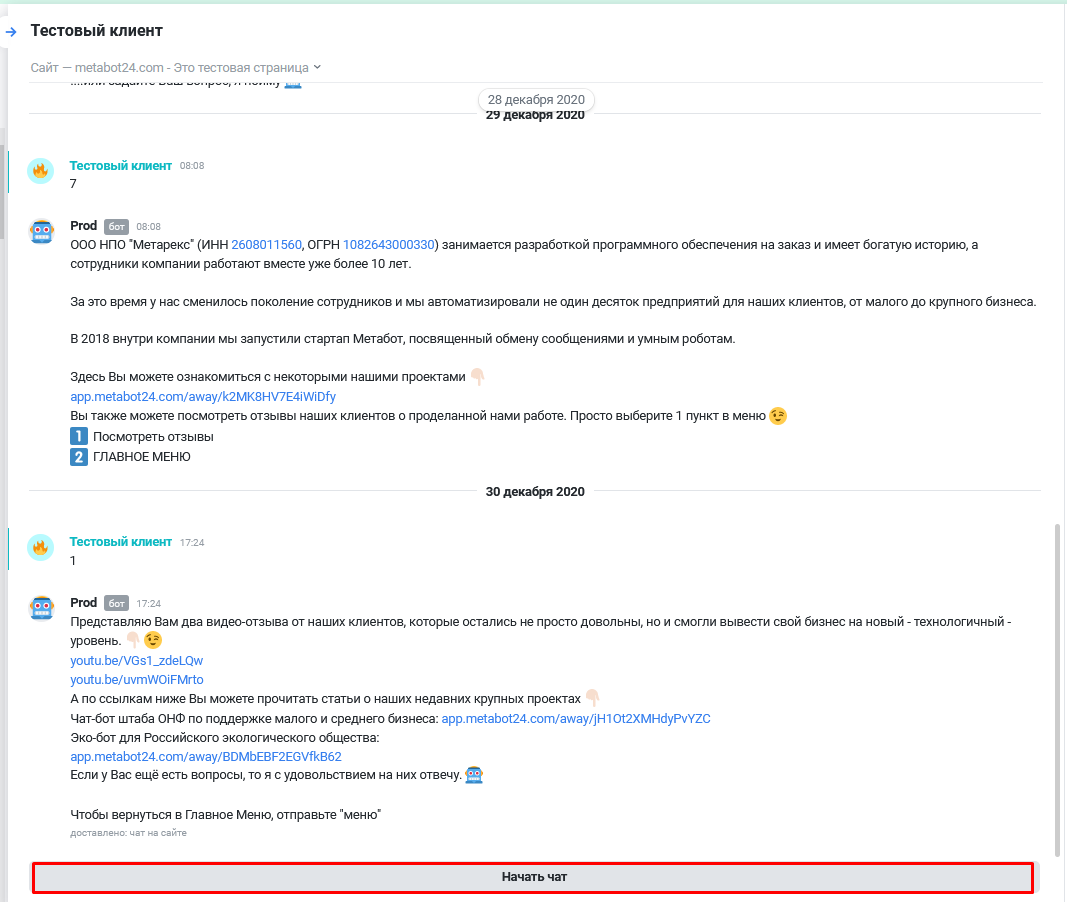 Тестовый клиент
Сайт — metabot24.com - Это тестовая страница
....или задайте Ваш вопрос, я пойму
28 декабря 2020
29 декабря 2020
Тестовый клиент 08:08
7
Prod бот 08:08
ООО НПО "Метарекс" (ИНН 2608011560, ОГРН 1082643000330) занимается разработкой программного обеспечения на заказ и имеет богатую историю, а
сотрудники компании работают вместе уже более 10 лет.
За это время у нас сменилось поколение сотрудников и мы автоматизировали не один десяток предприятий для наших клиентов, от малого до крупного бизнеса.
В 2018 внутри компании мы запустили стартап Метабот, посвященный обмену сообщениями и умным роботам.
Здесь Вы можете ознакомиться с некоторыми нашими проектами 👇🏻
app.metabot24.com/away/k2MK8HV7E4iWiDfy
Вы также можете посмотреть отзывы наших клиентов о проделанной нами работе. Просто выберите 1 пункт в меню 😉
1 Посмотреть отзывы
2 ГЛАВНОЕ МЕНЮ
30 декабря 2020
Тестовый клиент 17:24
1
Prod бот 17:24
Представляю Вам два видео-отзыва от наших клиентов, которые остались не просто довольны, но и смогли вывести свой бизнес на новый - технологичный -
уровень. 👇🏻😉
youtu.be/VGs1_zdeLQw
youtu.be/uvmWOiFMrto
А по ссылкам ниже Вы можете прочитать статьи о наших недавних крупных проектах 👇🏻
Чат-бот штаба ОНФ по поддержке малого и среднего бизнеса: app.metabot24.com/away/jH1Ot2XMHdyPvYZC
Эко-бот для Российского экологического общества:
app.metabot24.com/away/BDMbEBF2EGVfkB62
Если у Вас ещё есть вопросы, то я с удовольствием на них отвечу. 🤖
Чтобы вернуться в Главное Меню, отправьте "меню"
доставлено: чат на сайте
Начать чат